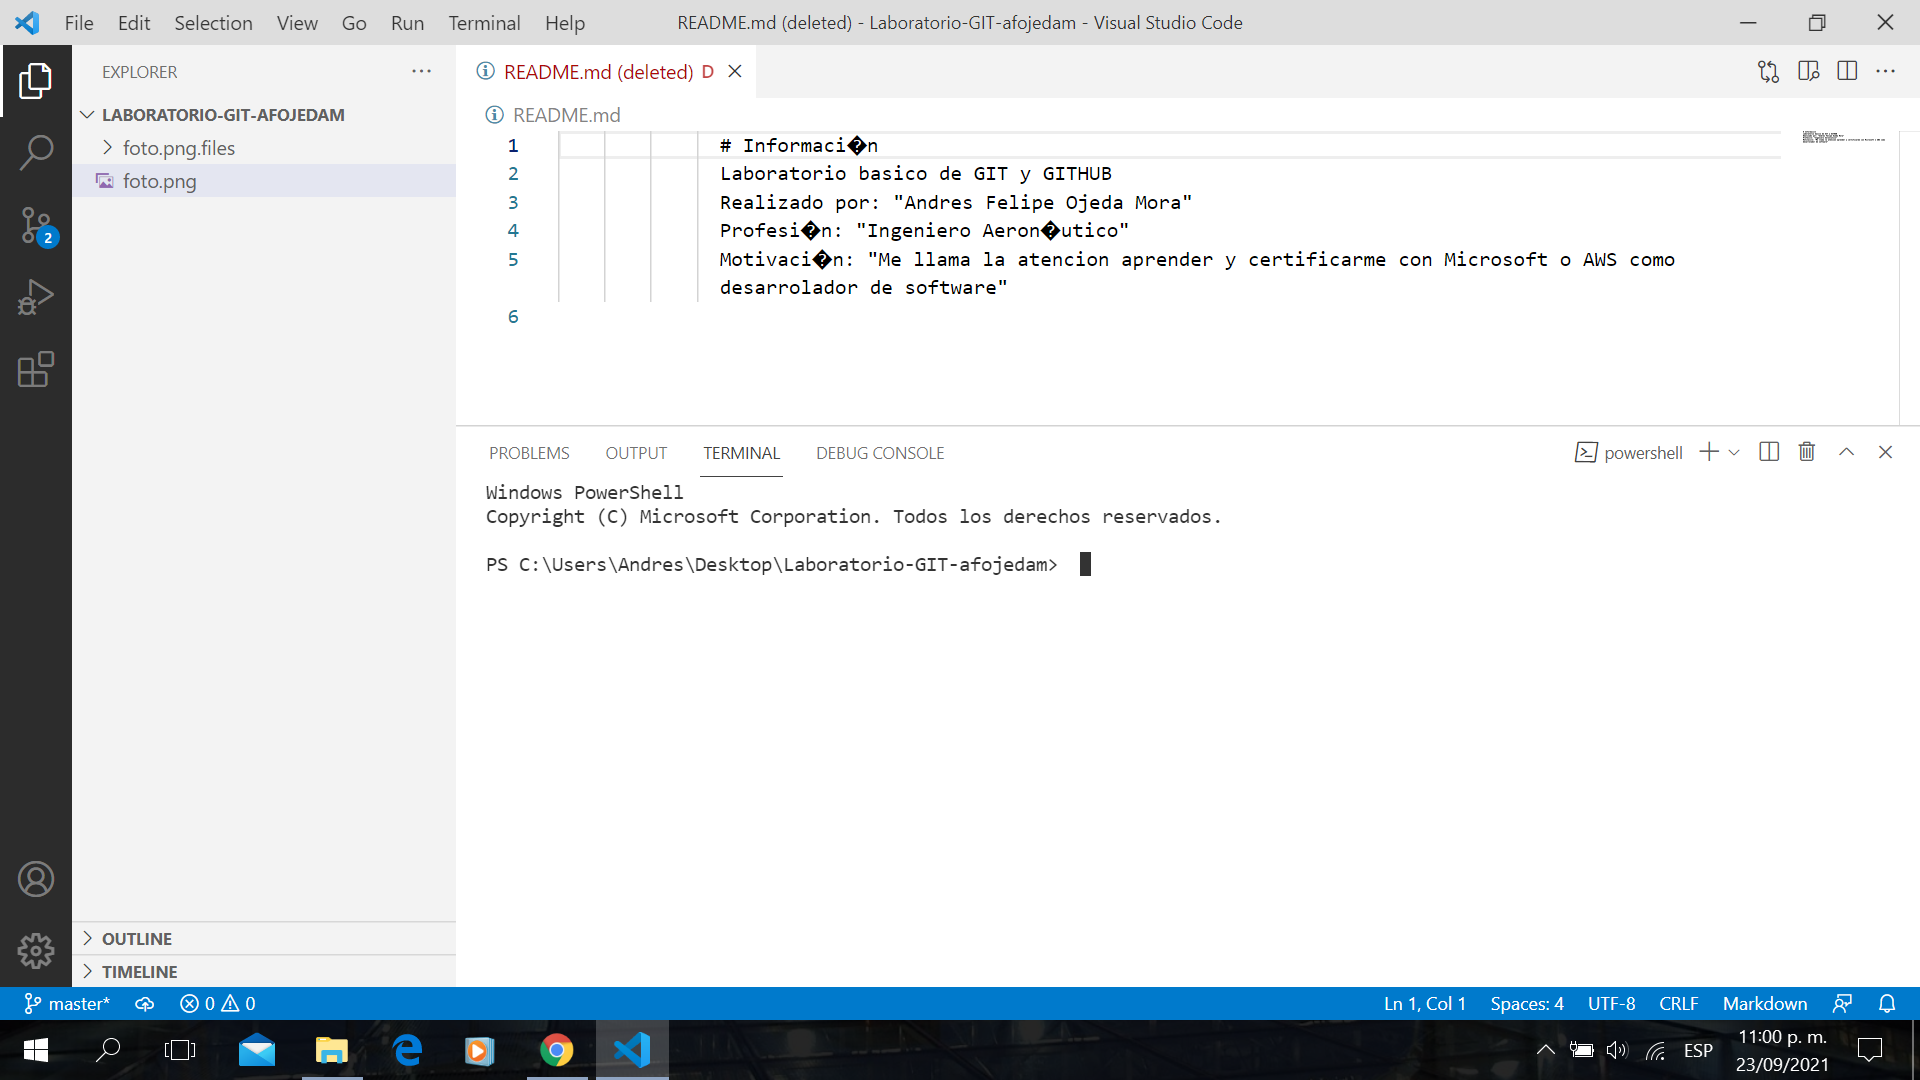 File Edit Selection View Go Run Terminal Help
README.md (deleted) - Laboratorio-GIT-afojedam - Visual Studio Code
EXPLORER
LABORATORIO-GIT-AFOJEDAM
foto.png.files
foto.png
2
OUTLINE
TIMELINE
README.md (deleted) D
README.md
1 # Informaci�n
2 Laboratorio basico de GIT y GITHUB
3 Realizado por: "Andres Felipe Ojeda Mora"
4 Profesi�n: "Ingeniero Aeron�utico"
5 Motivaci�n: "Me llama la atencion aprender y certificarme con Microsoft o AWS como
desarrolador de software"
6
PROBLEMS OUTPUT TERMINAL DEBUG CONSOLE
powershell
Windows PowerShell
Copyright (C) Microsoft Corporation. Todos los derechos reservados.
PS C:\Users\Andres\Desktop\Laboratorio-GIT-afojedam>
master* 0 0
Ln 1, Col 1 Spaces: 4 UTF-8 CRLF Markdown
ESP
11:00 p. m.
23/09/2021